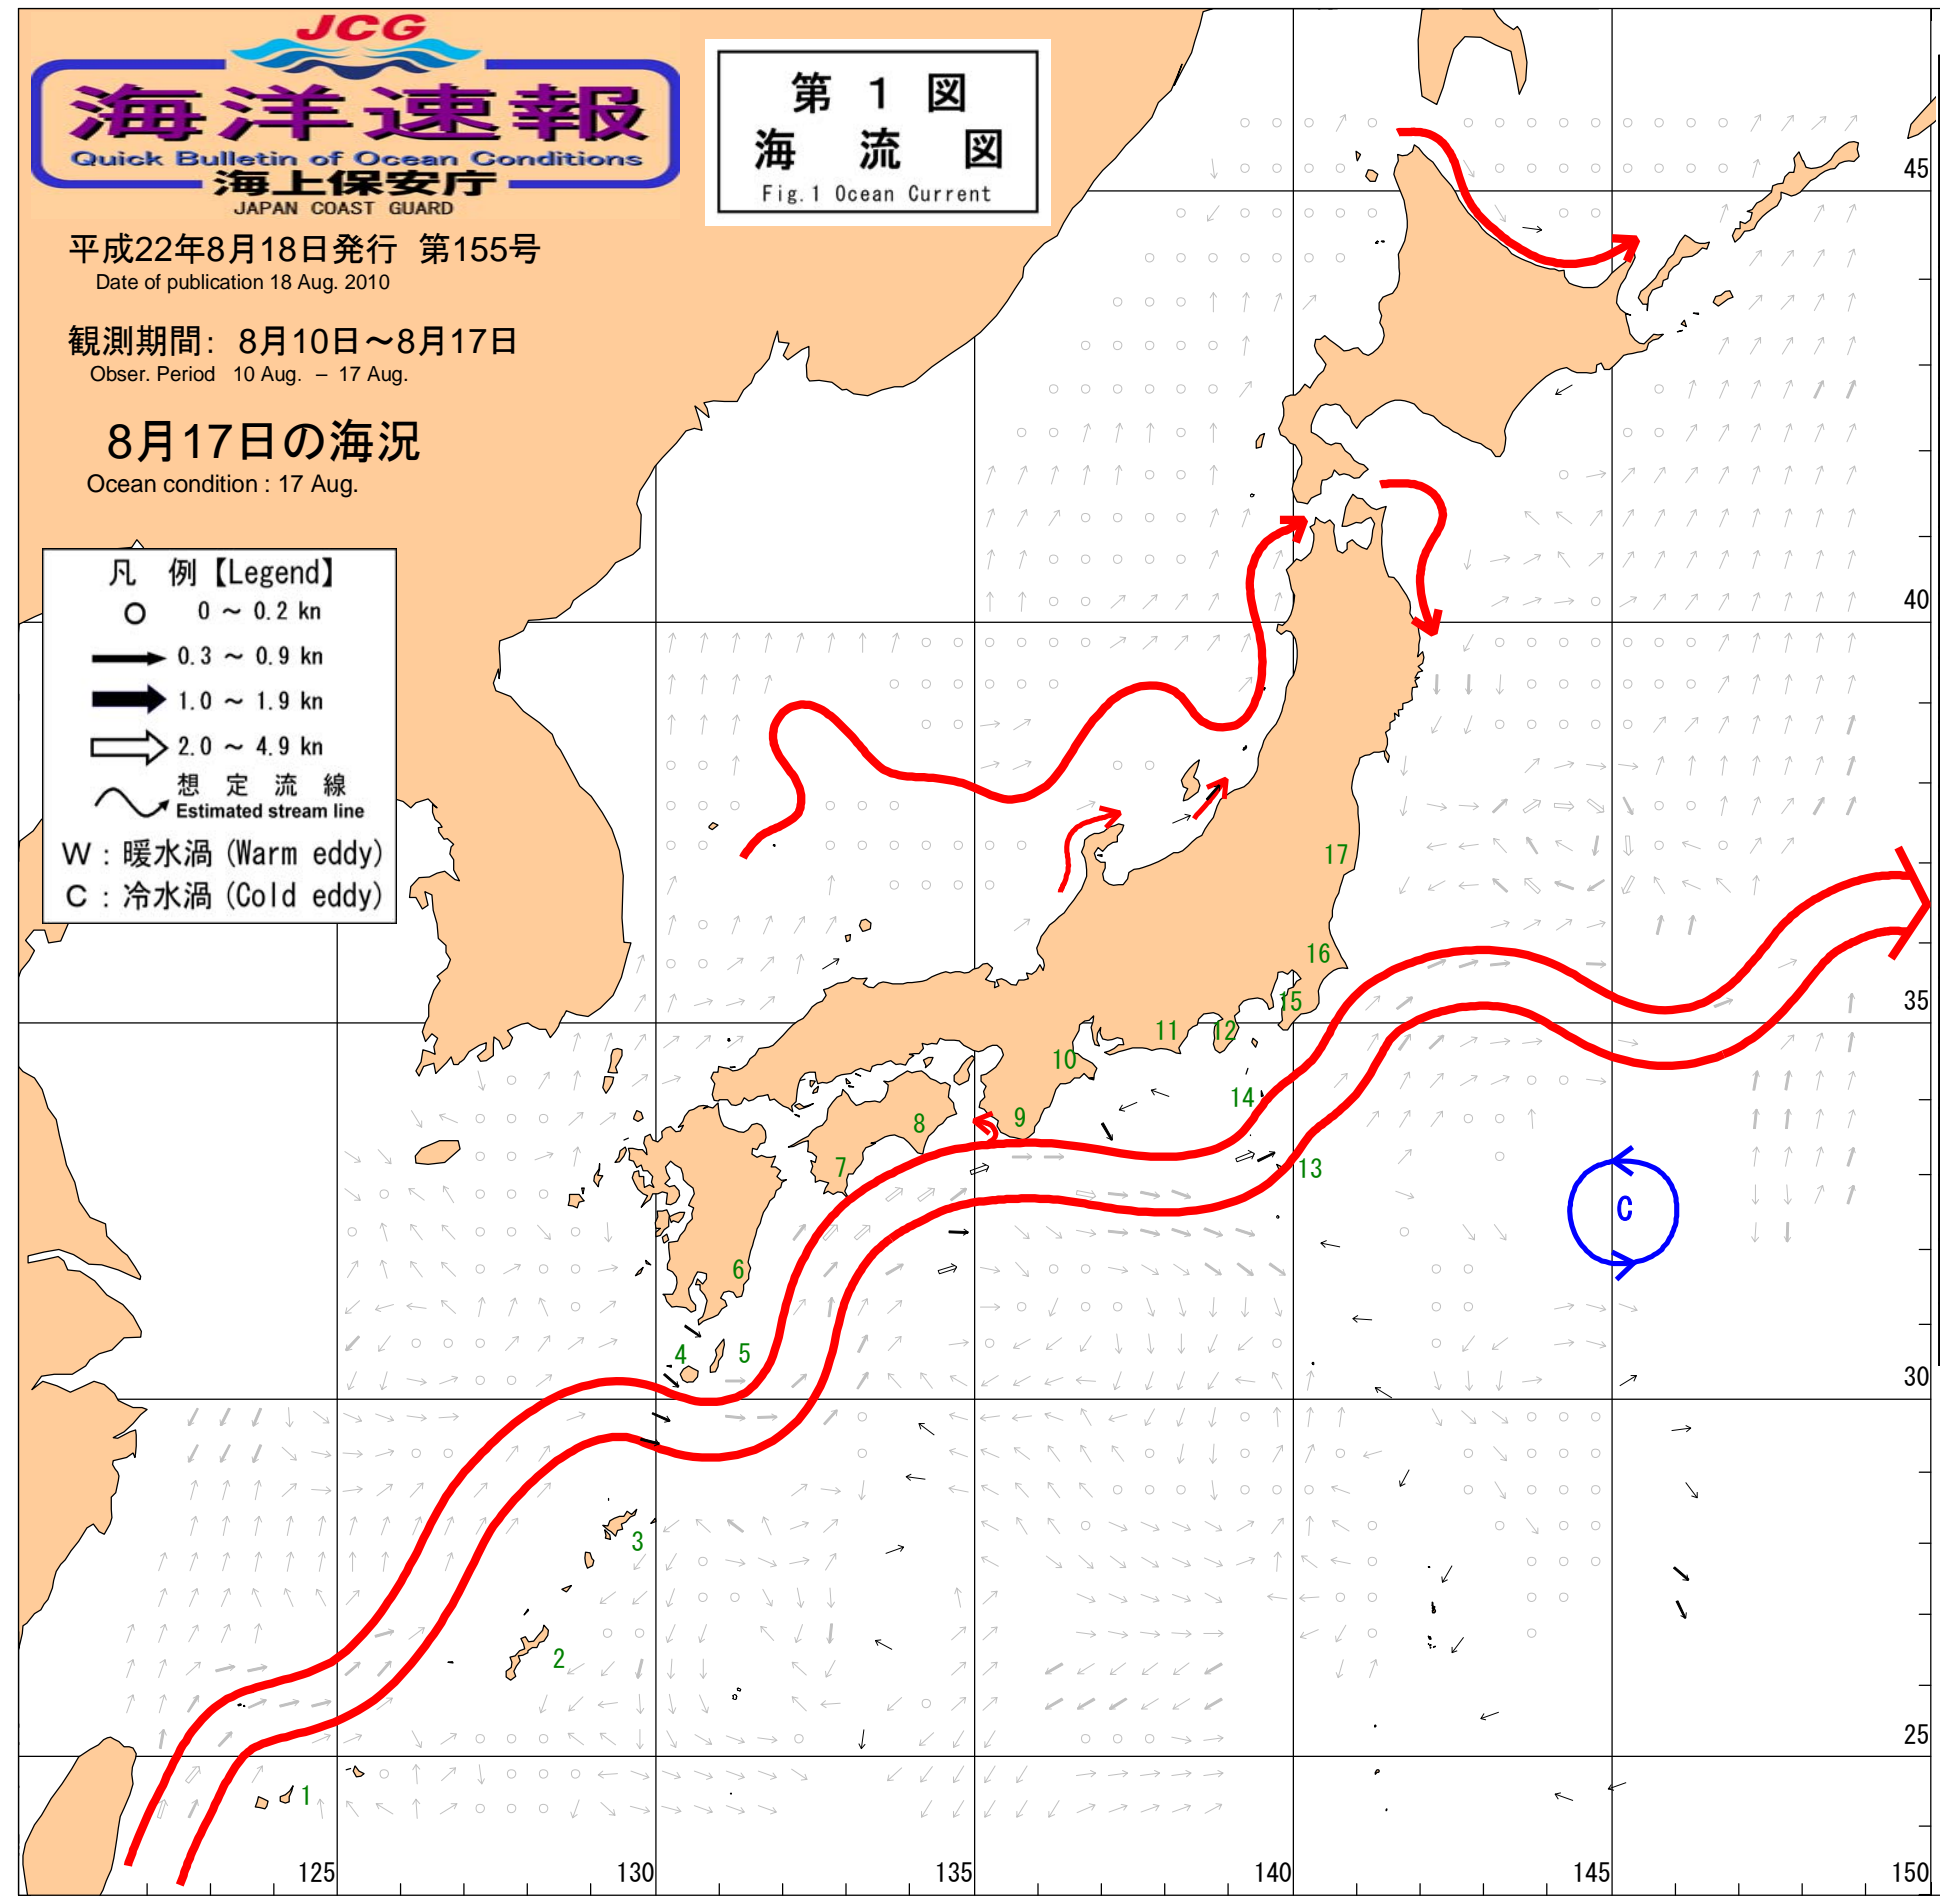 JCG
海洋速報
Quick Bulletin of Ocean Conditions
海上保安庁
JAPAN COAST GUARD
第 1 図
海 流 図
Fig.1 Ocean Current
平成22年8月18日発行 第155号
Date of publication 18 Aug. 2010
観測期間: 8月10日～8月17日
Obser. Period 10 Aug. – 17 Aug.
8月17日の海況
Ocean condition : 17 Aug.
凡 例【Legend】
0 ～ 0.2 kn
0.3 ～ 0.9 kn
1.0 ～ 1.9 kn
2.0 ～ 4.9 kn
想 定 流 線
Estimated stream line
W : 暖水渦 (Warm eddy)
C : 冷水渦 (Cold eddy)
45
40
17
16
35
15
11
12
10
14
9
8
7
13
C
6
4
5
30
3
2
25
1
125
130
135
140
145
150